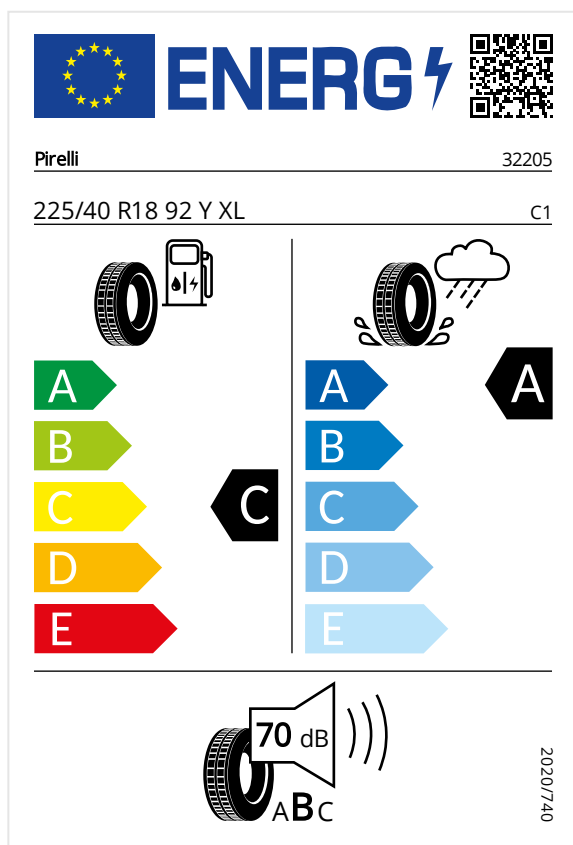 ENERG
Pirelli 32205
225/40 R18 92 Y XL C1
A A A
B B
C C C
D D
E E
70 dB
ABC
2020/740